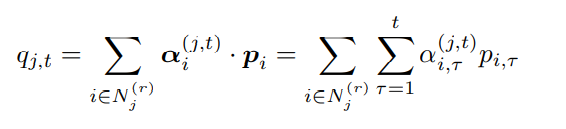 $q_{j,t} = \sum_{i \in N_j^{(r)}} \boldsymbol{\alpha}_i^{(j,t)} \cdot \boldsymbol{p}_i = \sum_{i \in N_j^{(r)}} \sum_{\tau=1}^{t} \alpha_{i,\tau}^{(j,t)} p_{i,\tau}$